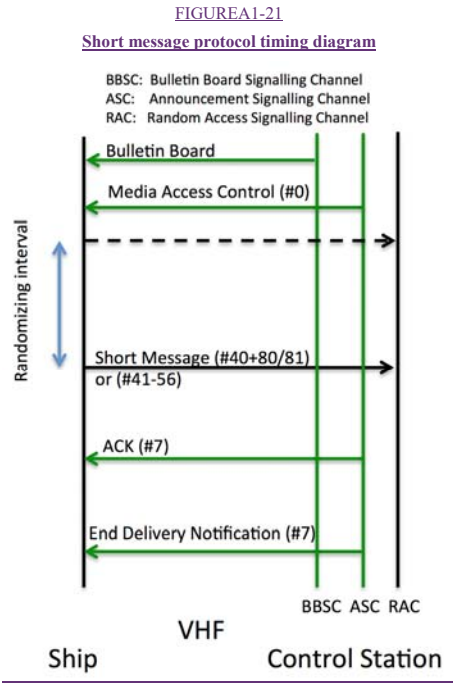 FIGUREA1-21
Short message protocol timing diagram
BBSC: Bulletin Board Signalling Channel
ASC: Announcement Signalling Channel
RAC: Random Access Signalling Channel
Bulletin Board
Media Access Control (#0)
Randomizing interval
Short Message (#40+80/81)
or (#41-56)
ACK (#7)
End Delivery Notification (#7)
BBSC ASC RAC
VHF
Ship Control Station